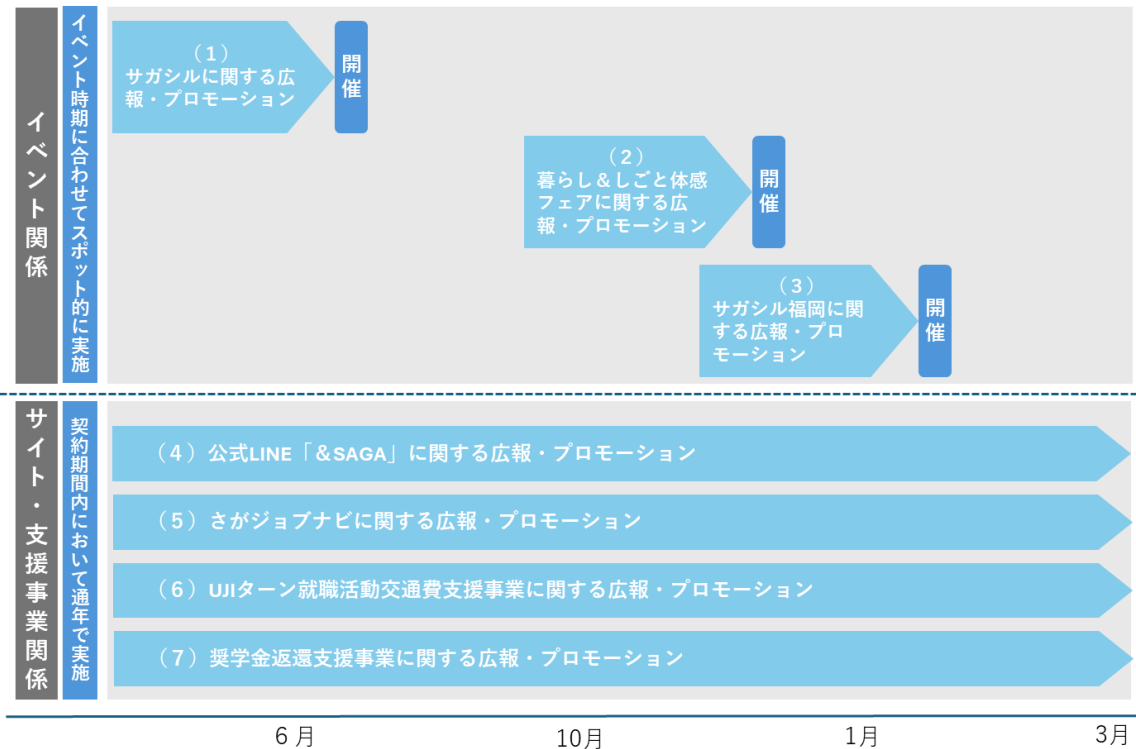 イベント関係
イベント時期に合わせてスポット的に実施
（１）
サガシルに関する広
報・プロモーション
開催
（２）
暮らし＆しごと体感
フェアに関する広
報・プロモーション
開催
（３）
サガシル福岡に関
する広報・プロ
モーション
開催
サイト・支援事業関係
契約期間内において通年で実施
（４）公式LINE「＆SAGA」に関する広報・プロモーション
（５）さがジョブナビに関する広報・プロモーション
（６）UJIターン就職活動交通費支援事業に関する広報・プロモーション
（７）奨学金返還支援事業に関する広報・プロモーション
６月
10月
1月
3月